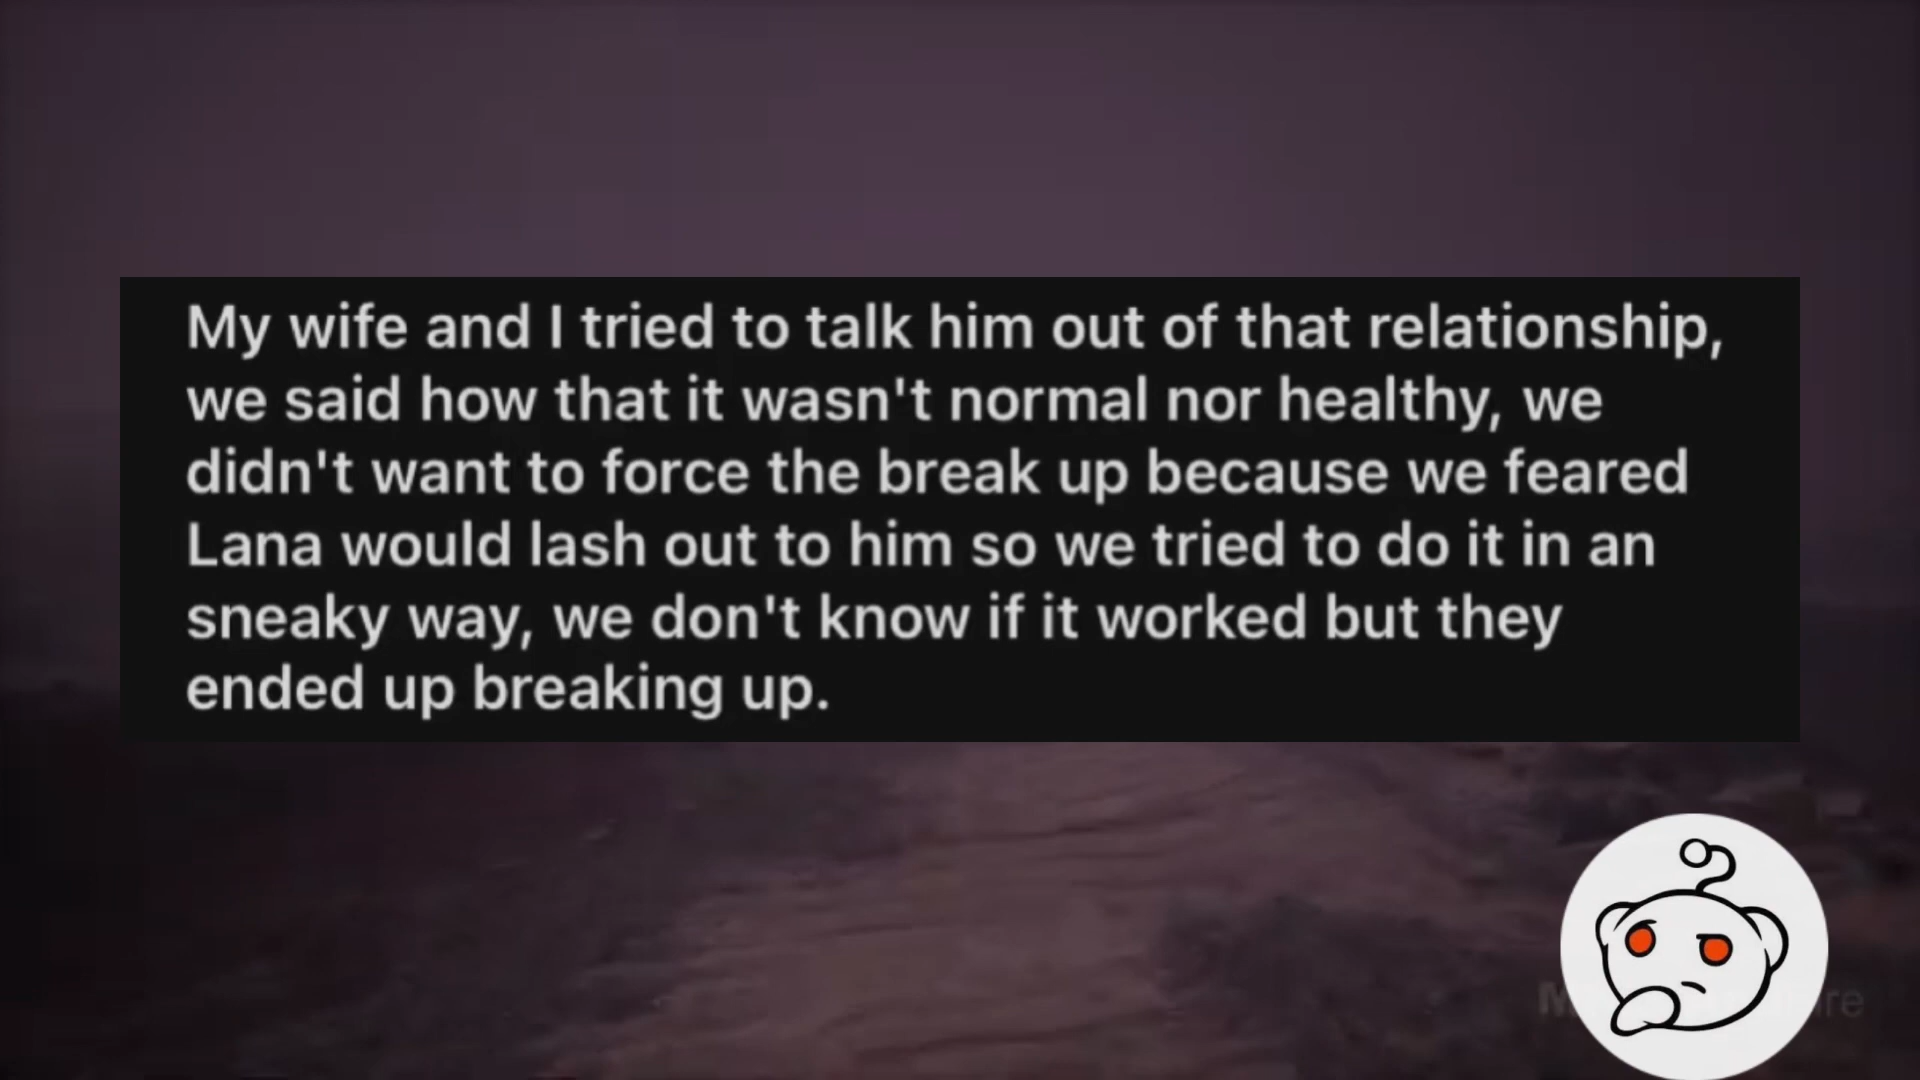 My wife and I tried to talk him out of that relationship,
we said how that it wasn't normal nor healthy, we
didn't want to force the break up because we feared
Lana would lash out to him so we tried to do it in an
sneaky way, we don't know if it worked but they
ended up breaking up.